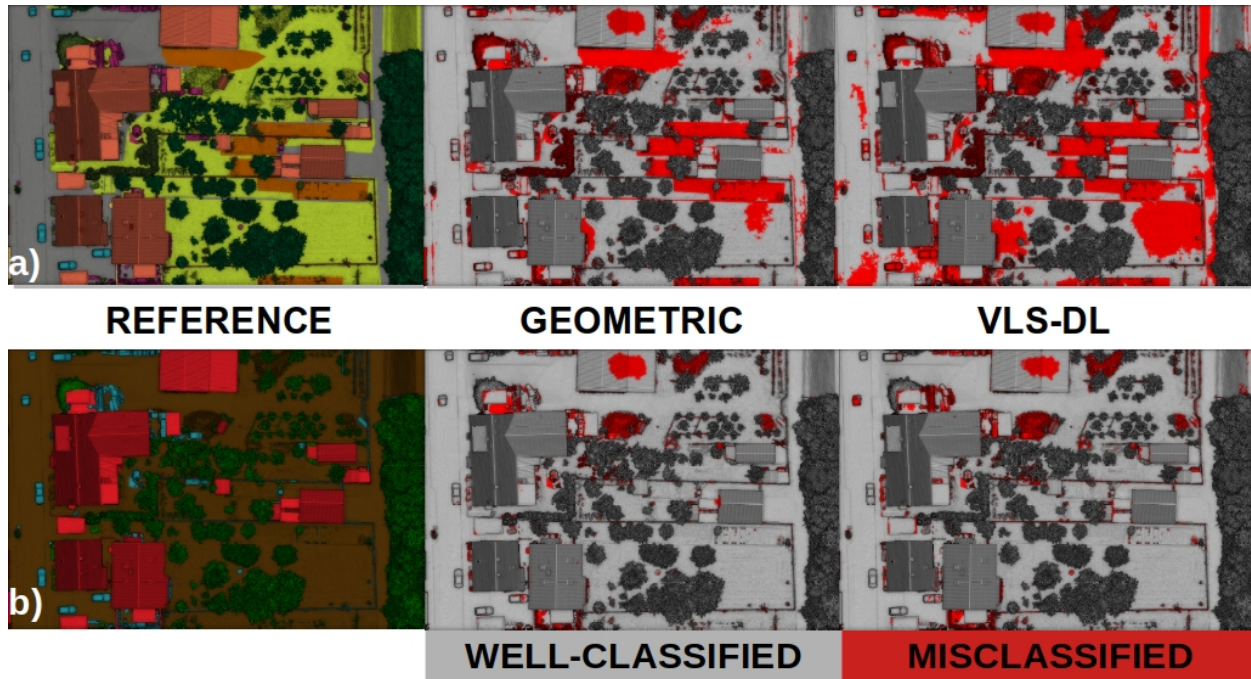 a)
REFERENCE GEOMETRIC VLS-DL
b)
WELL-CLASSIFIED MISCLASSIFIED